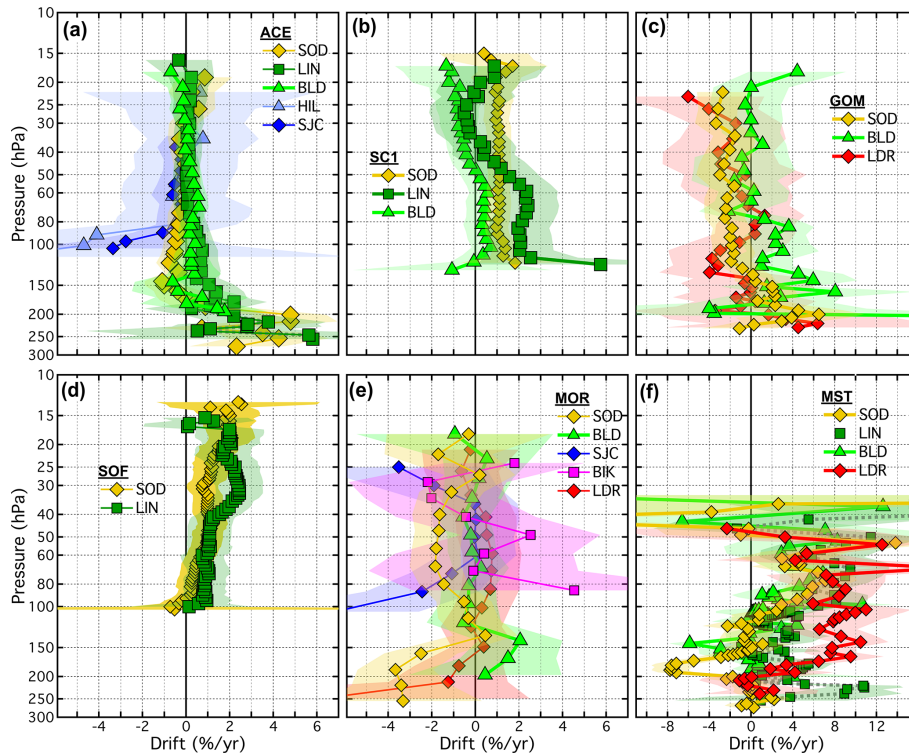 (a)
ACE
SOD
LIN
BLD
HIL
SJC
(b)
SC1
SOD
LIN
BLD
(c)
GOM
SOD
BLD
LDR
10
15
20
25
30
40
50
60
80
100
150
200
250
300
Pressure (hPa)
(d)
SOF
SOD
LIN
(e)
MOR
SOD
BLD
SJC
BIK
LDR
(f)
MST
SOD
LIN
BLD
LDR
10
15
20
25
30
40
50
60
80
100
150
200
250
300
Pressure (hPa)
-4 -2 0 2 4 6
Drift (%/yr)
-4 -2 0 2 4 6
Drift (%/yr)
-8 -4 0 4 8 12
Drift (%/yr)